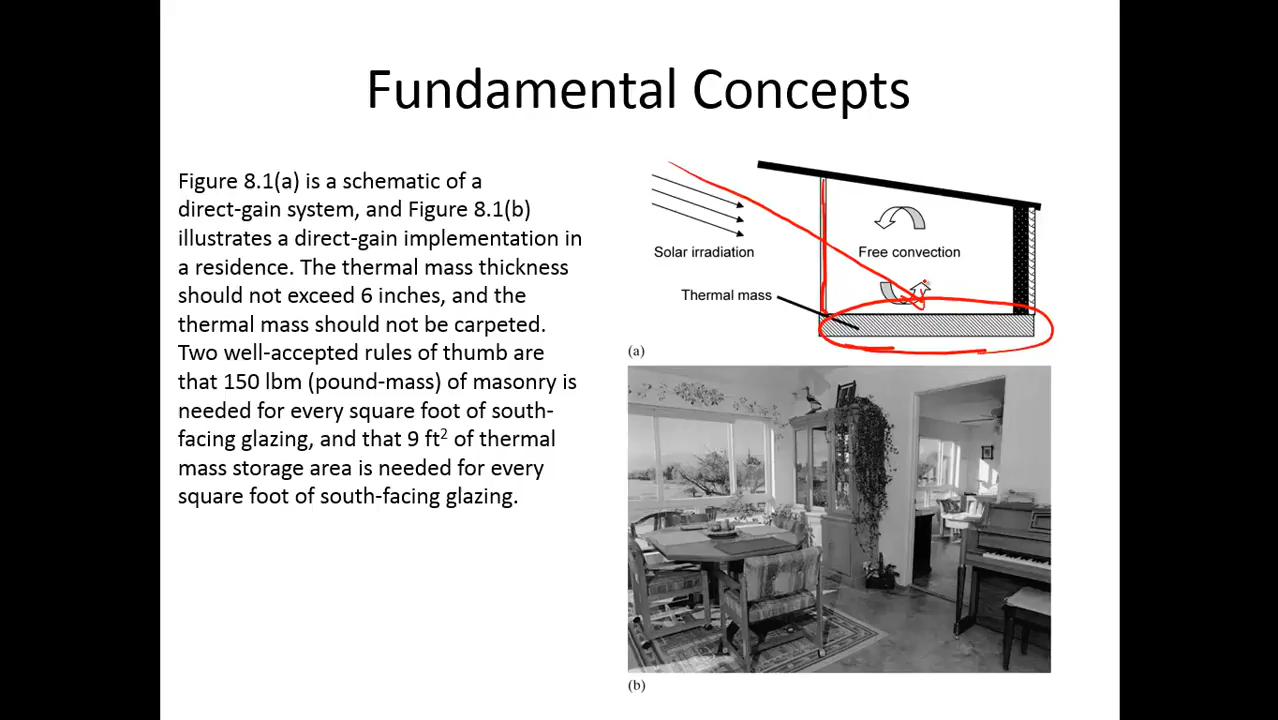 Fundamental Concepts
Figure 8.1(a) is a schematic of a
direct-gain system, and Figure 8.1(b)
illustrates a direct-gain implementation in
a residence. The thermal mass thickness
should not exceed 6 inches, and the
thermal mass should not be carpeted.
Two well-accepted rules of thumb are
that 150 lbm (pound-mass) of masonry is
needed for every square foot of south-
facing glazing, and that 9 ft² of thermal
mass storage area is needed for every
square foot of south-facing glazing.
Solar irradiation
Free convection
Thermal mass
(a)
(b)